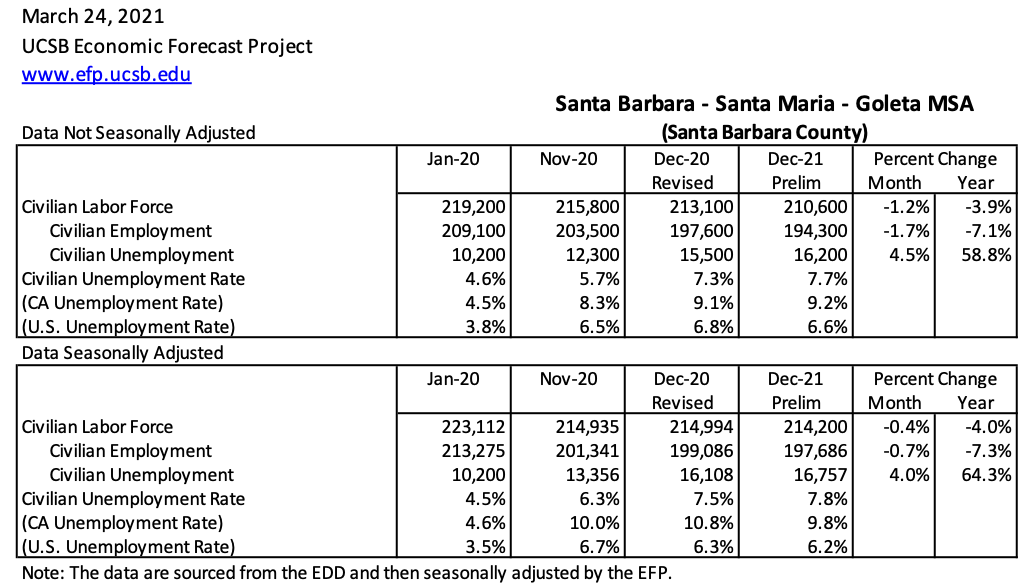 March 24, 2021
UCSB Economic Forecast Project
www.efp.ucsb.edu
Santa Barbara - Santa Maria - Goleta MSA
Data Not Seasonally Adjusted (Santa Barbara County)
Jan-20 Nov-20 Dec-20 Dec-21 Percent Change
Revised Prelim Month Year
Civilian Labor Force 219,200 215,800 213,100 210,600 -1.2% -3.9%
Civilian Employment 209,100 203,500 197,600 194,300 -1.7% -7.1%
Civilian Unemployment 10,200 12,300 15,500 16,200 4.5% 58.8%
Civilian Unemployment Rate 4.6% 5.7% 7.3% 7.7%
(CA Unemployment Rate) 4.5% 8.3% 9.1% 9.2%
(U.S. Unemployment Rate) 3.8% 6.5% 6.8% 6.6%
Data Seasonally Adjusted
Jan-20 Nov-20 Dec-20 Dec-21 Percent Change
Revised Prelim Month Year
Civilian Labor Force 223,112 214,935 214,994 214,200 -0.4% -4.0%
Civilian Employment 213,275 201,341 199,086 197,686 -0.7% -7.3%
Civilian Unemployment 10,200 13,356 16,108 16,757 4.0% 64.3%
Civilian Unemployment Rate 4.5% 6.3% 7.5% 7.8%
(CA Unemployment Rate) 4.6% 10.0% 10.8% 9.8%
(U.S. Unemployment Rate) 3.5% 6.7% 6.3% 6.2%
Note: The data are sourced from the EDD and then seasonally adjusted by the EFP.